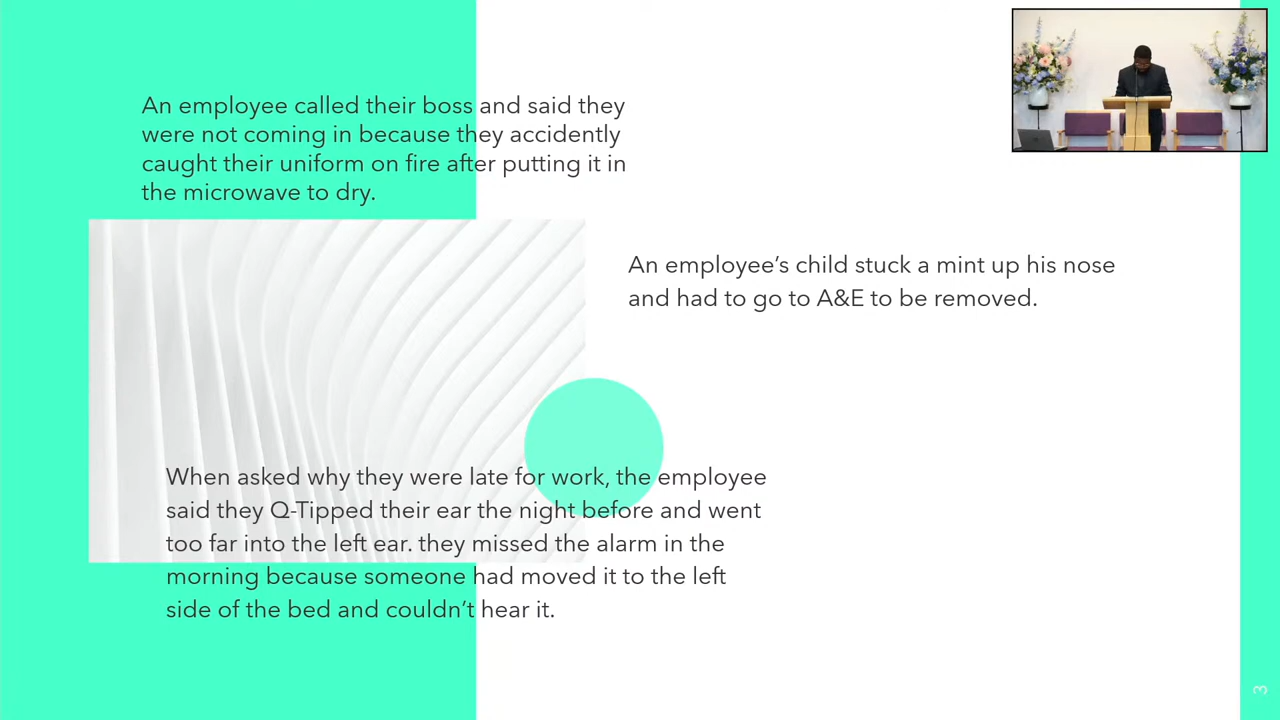 An employee called their boss and said they
were not coming in because they accidently
caught their uniform on fire after putting it in
the microwave to dry.
An employee’s child stuck a mint up his nose
and had to go to A&E to be removed.
When asked why they were late for work, the employee
said they Q-Tipped their ear the night before and went
too far into the left ear. they missed the alarm in the
morning because someone had moved it to the left
side of the bed and couldn’t hear it.
3